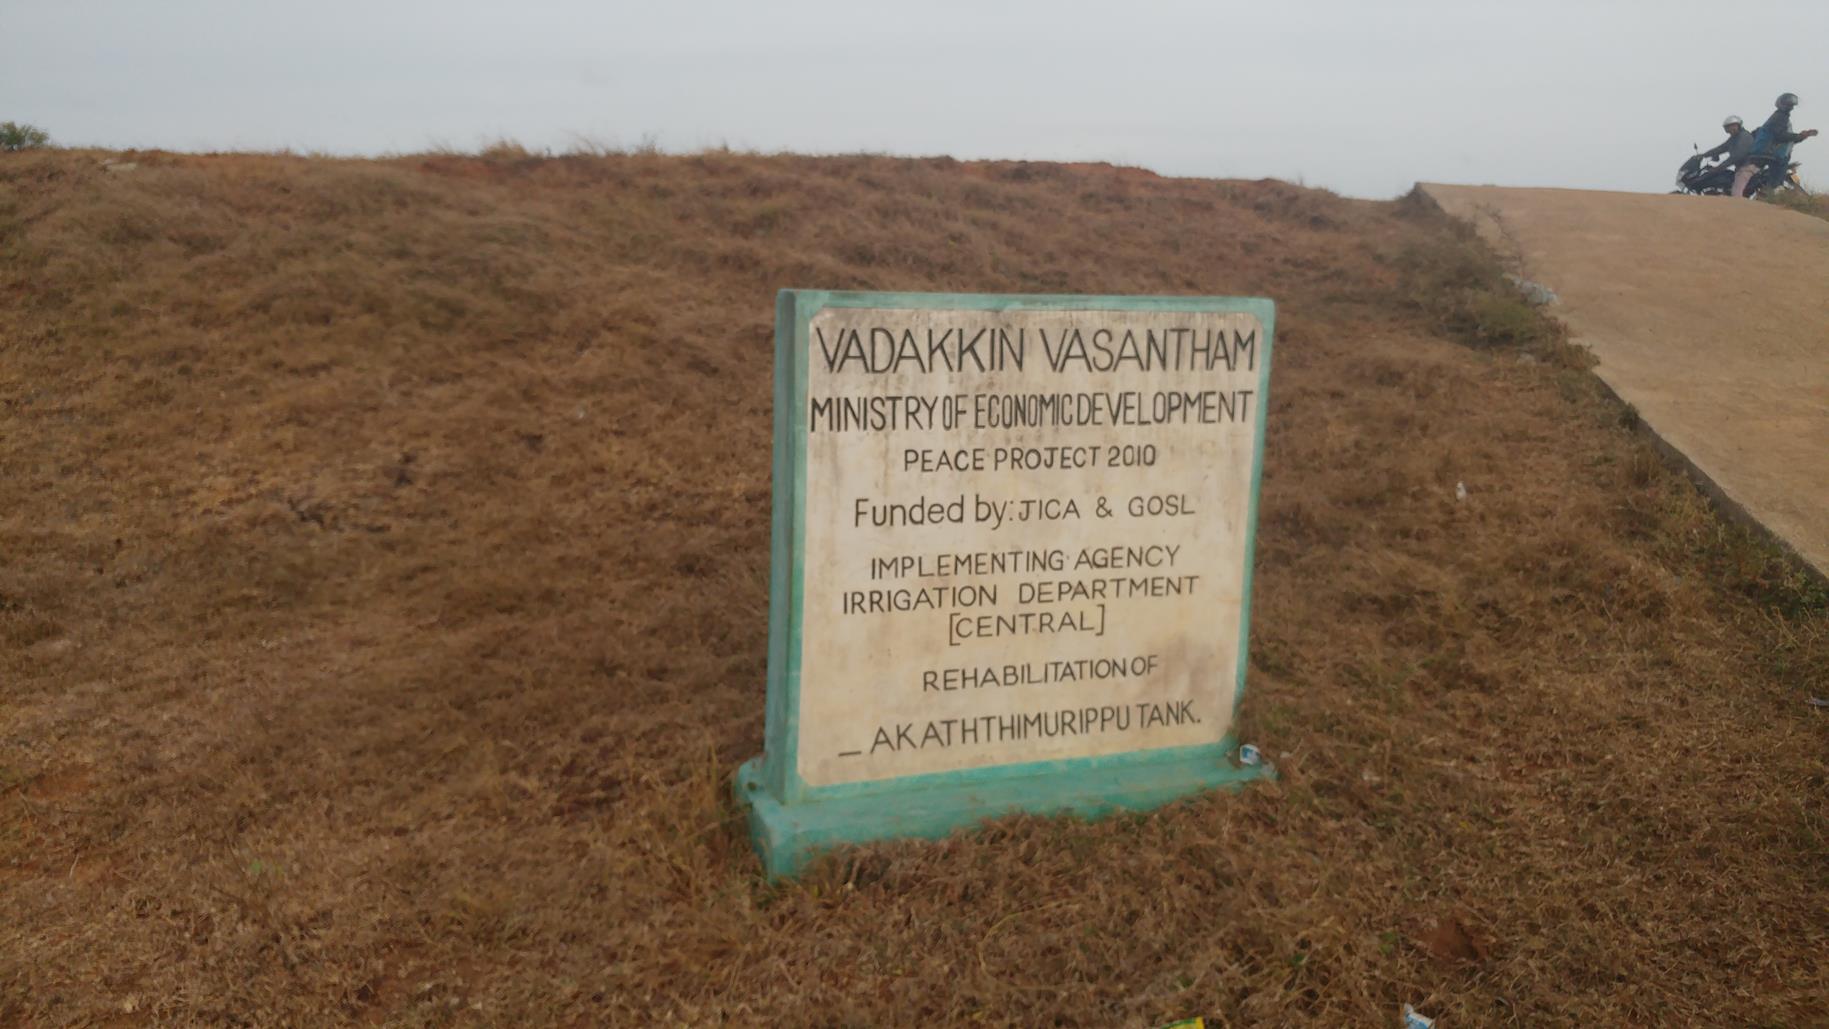 VADAKKIN VASANTHAM
MINISTRY OF ECONOMIC DEVELOPMENT
PEACE PROJECT 2010
Funded by: JICA & GOSL
IMPLEMENTING AGENCY
IRRIGATION DEPARTMENT
[CENTRAL]
REHABILITATION OF
_ AKATHTHIMURIPPU TANK.